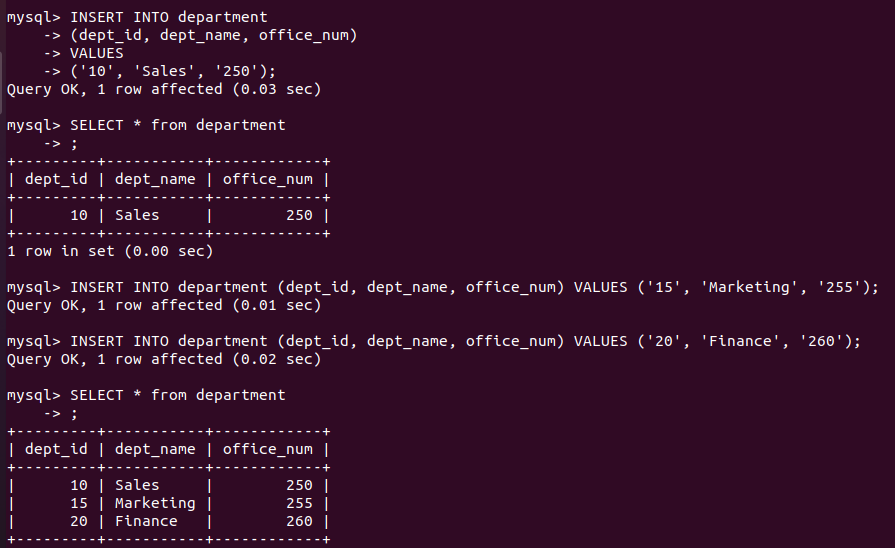 mysql> INSERT INTO department
    -> (dept_id, dept_name, office_num)
    -> VALUES
    -> ('10', 'Sales', '250');
Query OK, 1 row affected (0.03 sec)

mysql> SELECT * from department
    -> ;
+---------+-----------+------------+
| dept_id | dept_name | office_num |
+---------+-----------+------------+
|      10 | Sales     |        250 |
+---------+-----------+------------+
1 row in set (0.00 sec)

mysql> INSERT INTO department (dept_id, dept_name, office_num) VALUES ('15', 'Marketing', '255');
Query OK, 1 row affected (0.01 sec)

mysql> INSERT INTO department (dept_id, dept_name, office_num) VALUES ('20', 'Finance', '260');
Query OK, 1 row affected (0.02 sec)

mysql> SELECT * from department
    -> ;
+---------+-----------+------------+
| dept_id | dept_name | office_num |
+---------+-----------+------------+
|      10 | Sales     |        250 |
|      15 | Marketing |        255 |
|      20 | Finance   |        260 |
+---------+-----------+------------+